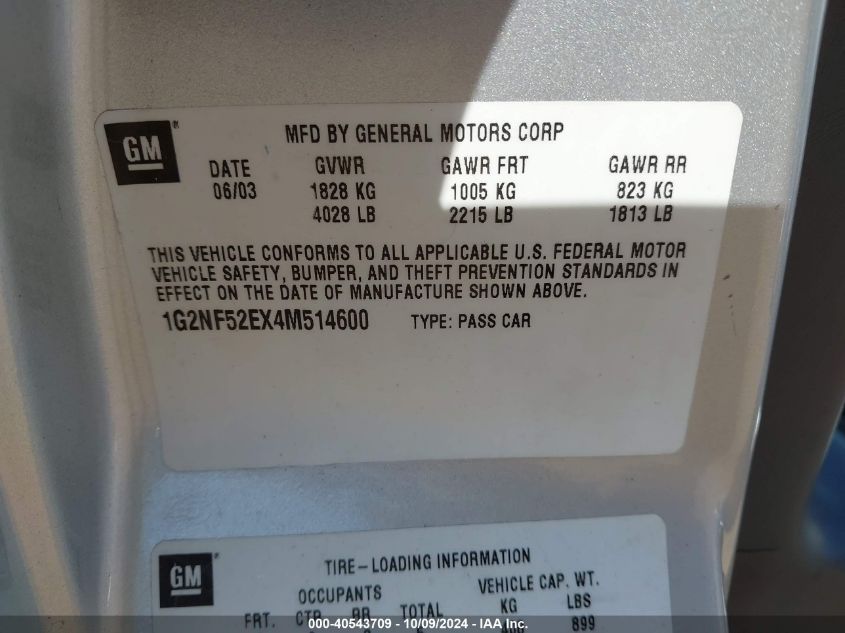 GM ® MFD BY GENERAL MOTORS CORP
DATE GVWR GAWR FRT GAWR RR
06/03 1828 KG 1005 KG 823 KG
4028 LB 2215 LB 1813 LB
THIS VEHICLE CONFORMS TO ALL APPLICABLE U.S. FEDERAL MOTOR
VEHICLE SAFETY, BUMPER, AND THEFT PREVENTION STANDARDS IN
EFFECT ON THE DATE OF MANUFACTURE SHOWN ABOVE.
1G2NF52EX4M514600 TYPE: PASS CAR
GM ® TIRE-LOADING INFORMATION
OCCUPANTS VEHICLE CAP. WT.
FRT. CTR RR TOTAL KG LBS
899
000-40543709 - 10/09/2024 - IAA Inc.